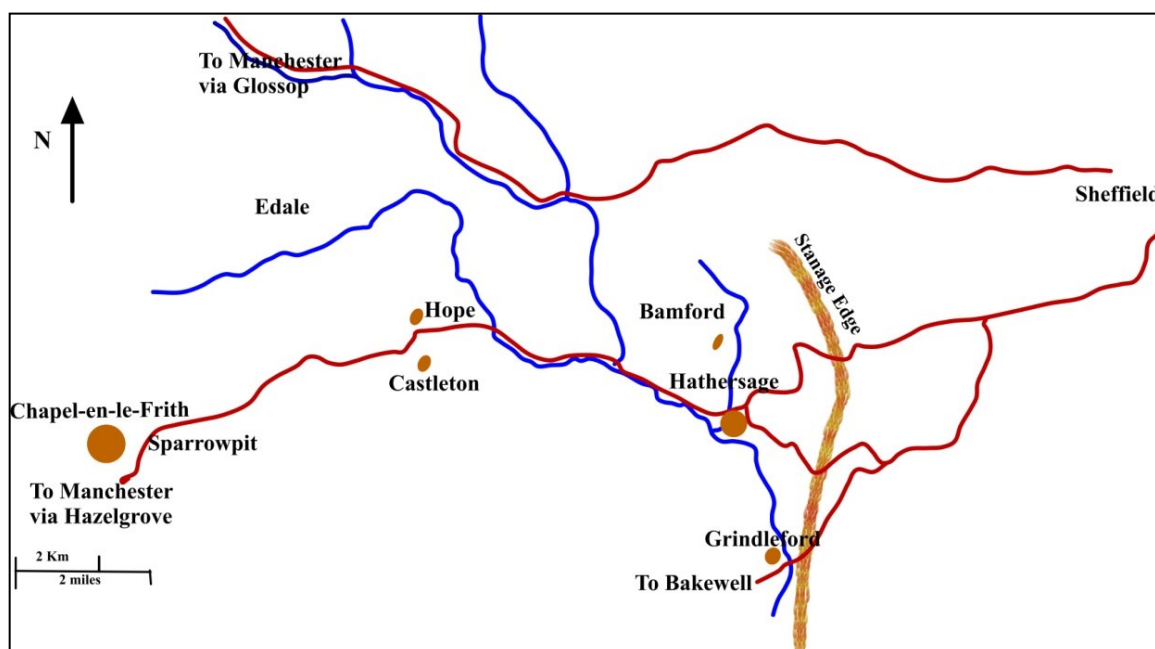 To Manchester
via Glossop
N
Edale
Sheffield
Stanage Edge
Hope
Bamford
Castleton
Hathersage
Chapel-en-le-Frith
Sparrowpit
To Manchester
via Hazelgrove
Grindleford
2 Km
2 miles
To Bakewell